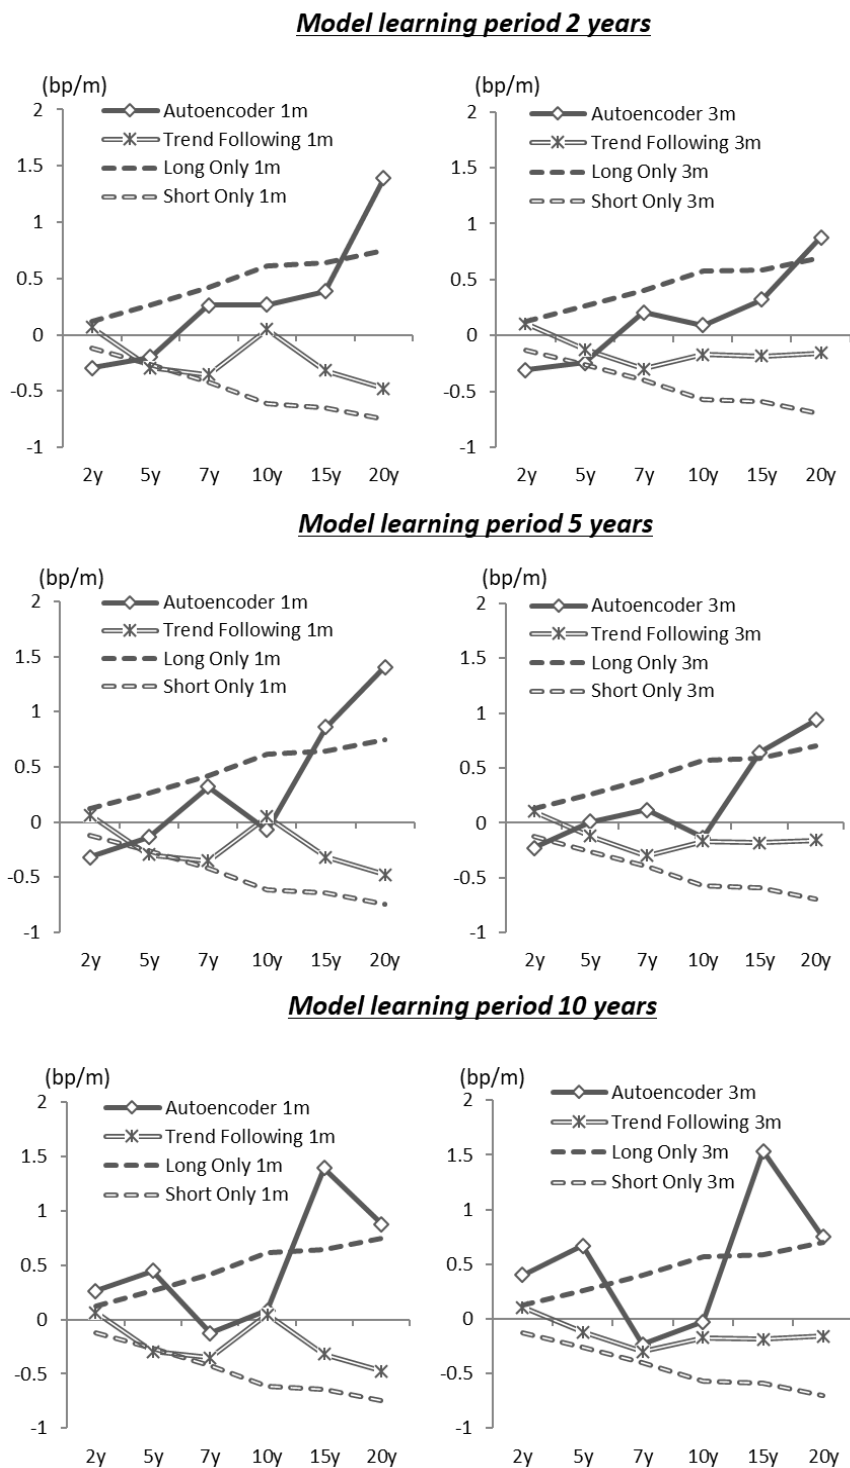 Model learning period 2 years
(bp/m)
2
1.5
1
0.5
0
-0.5
-1
Autoencoder 1m
Trend Following 1m
Long Only 1m
Short Only 1m
2y 5y 7y 10y 15y 20y
(bp/m)
2
1.5
1
0.5
0
-0.5
-1
Autoencoder 3m
Trend Following 3m
Long Only 3m
Short Only 3m
2y 5y 7y 10y 15y 20y
Model learning period 5 years
(bp/m)
2
1.5
1
0.5
0
-0.5
-1
Autoencoder 1m
Trend Following 1m
Long Only 1m
Short Only 1m
2y 5y 7y 10y 15y 20y
(bp/m)
2
1.5
1
0.5
0
-0.5
-1
Autoencoder 3m
Trend Following 3m
Long Only 3m
Short Only 3m
2y 5y 7y 10y 15y 20y
Model learning period 10 years
(bp/m)
2
1.5
1
0.5
0
-0.5
-1
Autoencoder 1m
Trend Following 1m
Long Only 1m
Short Only 1m
2y 5y 7y 10y 15y 20y
(bp/m)
2
1.5
1
0.5
0
-0.5
-1
Autoencoder 3m
Trend Following 3m
Long Only 3m
Short Only 3m
2y 5y 7y 10y 15y 20y